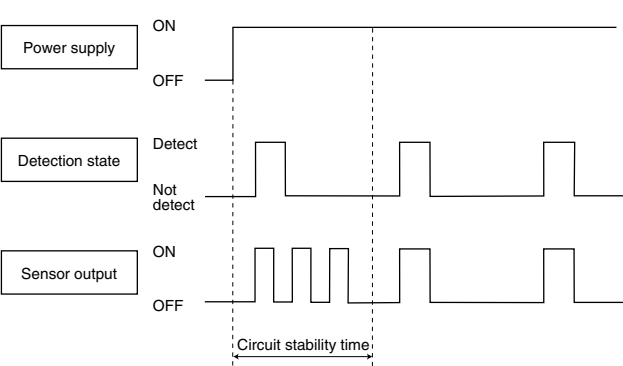 ON
Power supply
OFF
Detect
Detection state
Not
detect
ON
Sensor output
OFF
Circuit stability time